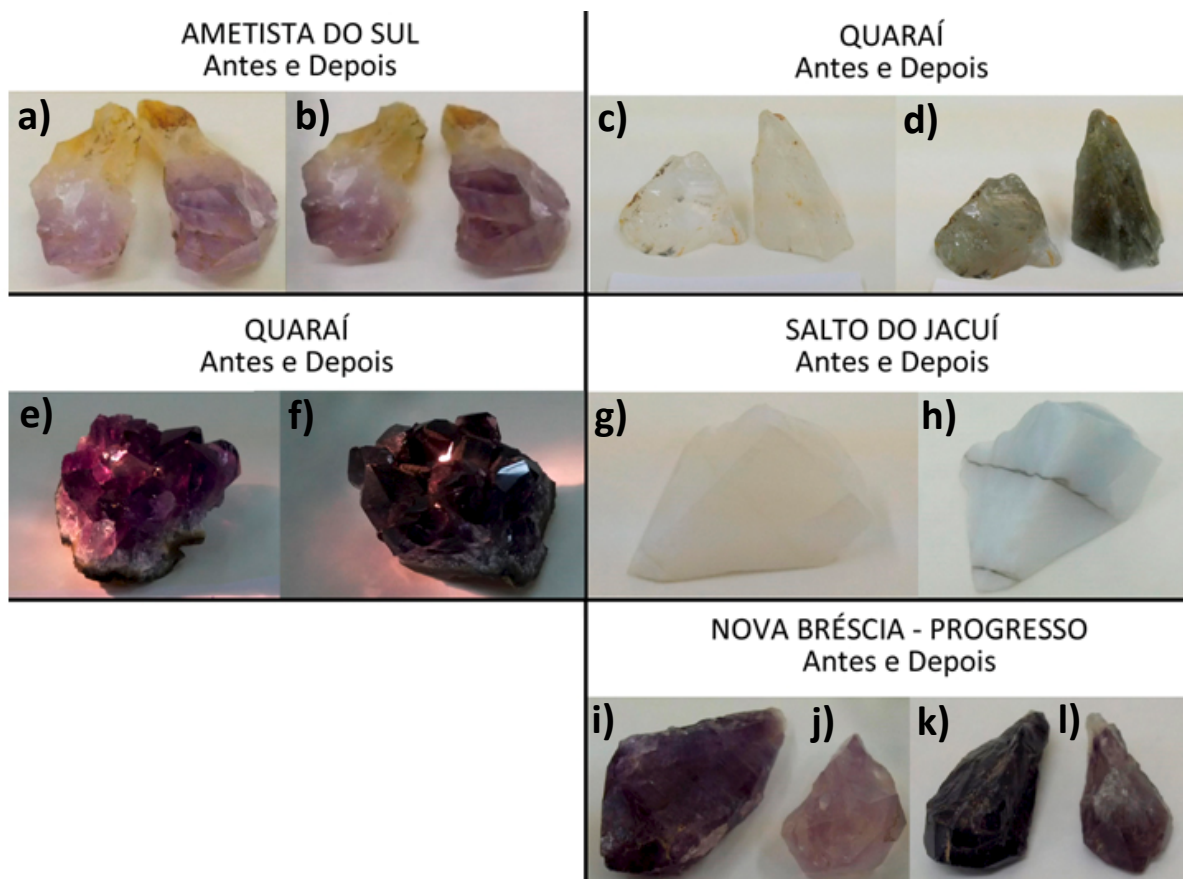 AMETISTA DO SUL
Antes e Depois
a)
b)
QUARAÍ
Antes e Depois
c)
d)
QUARAÍ
Antes e Depois
e)
f)
SALTO DO JACUÍ
Antes e Depois
g)
h)
NOVA BRÉSCIA - PROGRESSO
Antes e Depois
i)
j)
k)
l)